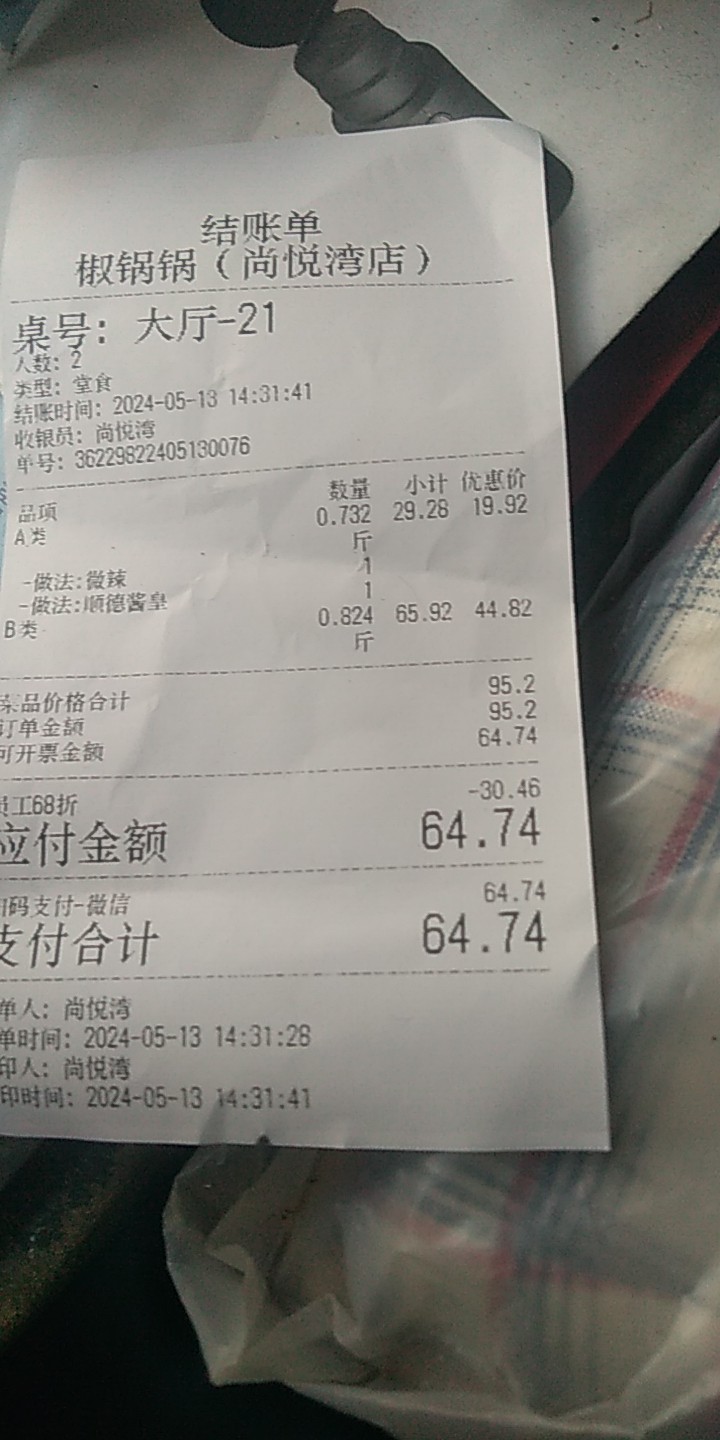 结账单
椒锅锅（尚悦湾店）
桌号：大厅-21
人数：2
类型：堂食
结账时间：2024-05-13 14:31:41
收银员：尚悦湾
单号：36229822405130076
品项 数量 小计 优惠价
A类 0.732斤 29.28 19.92
-做法:微辣 1
-做法:顺德酱皇 1
B类 0.824斤 65.92 44.82
菜品价格合计 95.2
订单金额 95.2
可开票金额 64.74
员工68折 -30.46
应付金额 64.74
扫码支付-微信 64.74
支付合计 64.74
单人：尚悦湾
单时间：2024-05-13 14:31:28
印人：尚悦湾
印时间：2024-05-13 14:31:41